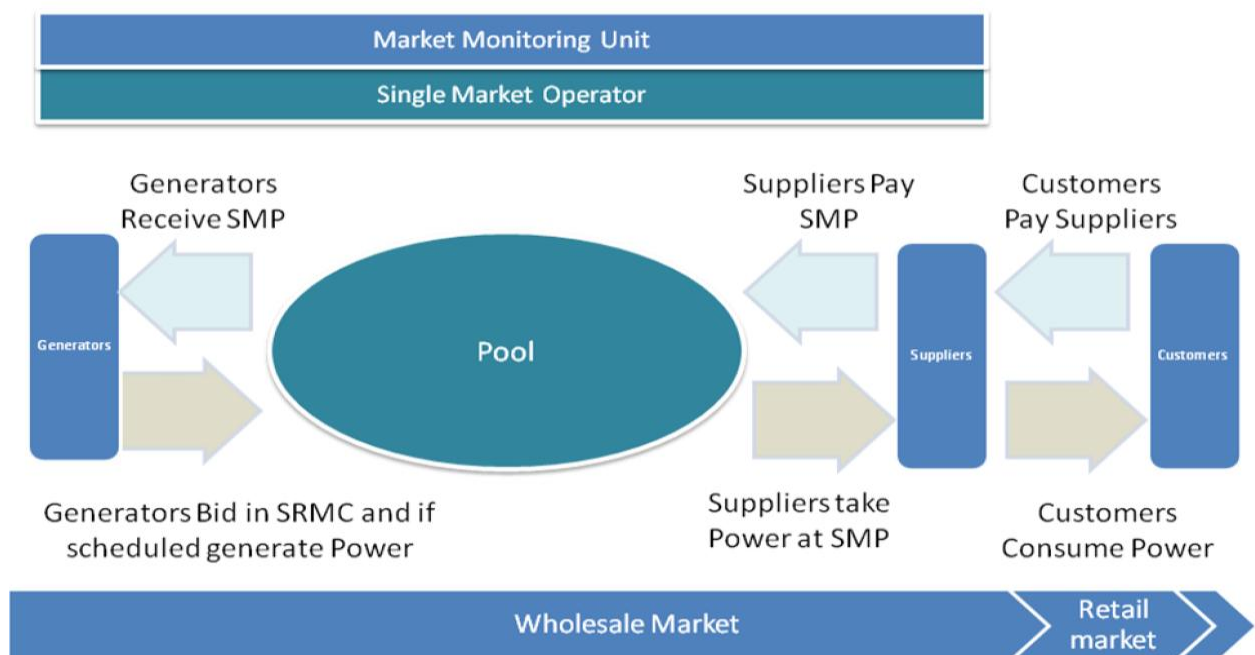 Market Monitoring Unit
Single Market Operator
Generators
Receive SMP
Suppliers Pay
SMP
Customers
Pay Suppliers
Generators
Pool
Suppliers
Customers
Generators Bid in SRMC and if
scheduled generate Power
Suppliers take
Power at SMP
Customers
Consume Power
Wholesale Market
Retail
market